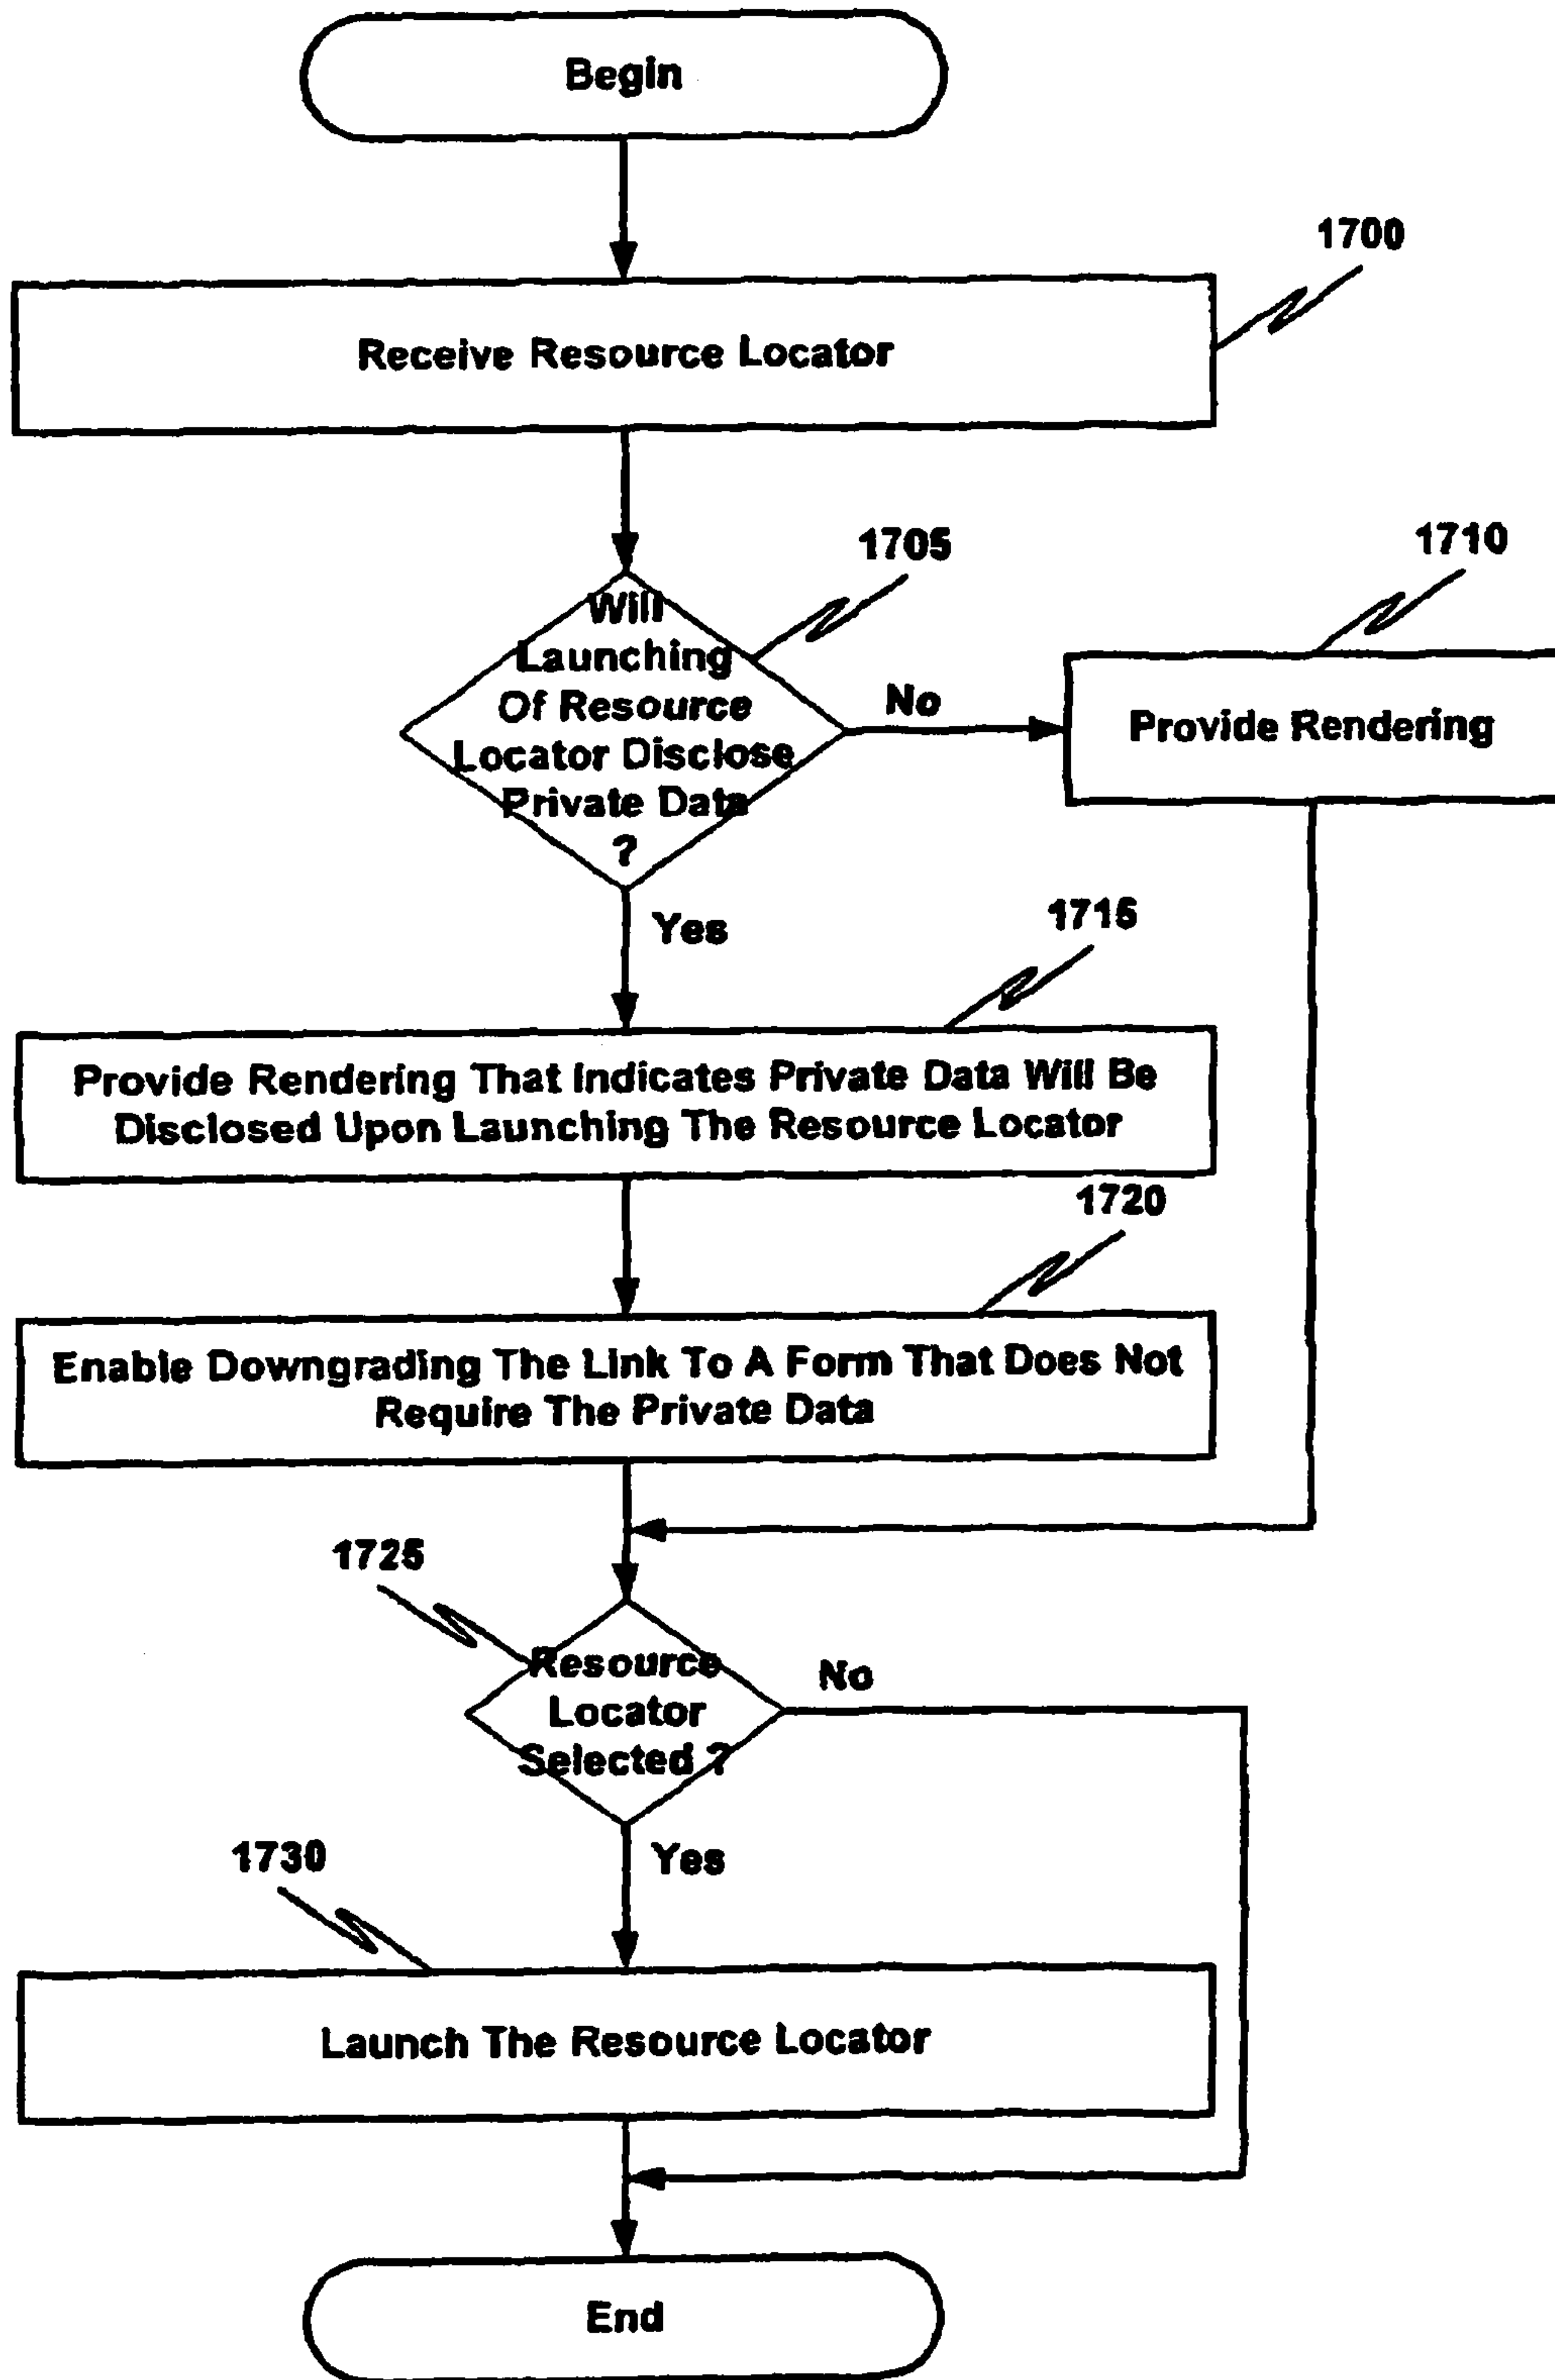 Begin
1700
Receive Resource Locator
1705
1710
Will
Launching
Of Resource
Locator Disclose
Private Data
?
No
Provide Rendering
Yes
1715
Provide Rendering That Indicates Private Data Will Be
Disclosed Upon Launching The Resource Locator
1720
Enable Downgrading The Link To A Form That Does Not
Require The Private Data
1725
Resource
Locator
Selected ?
No
1730
Yes
Launch The Resource Locator
End